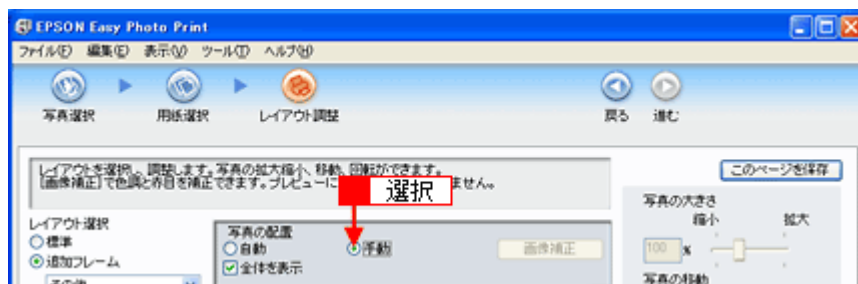 EPSON Easy Photo Print
ファイル(F) 編集(E) 表示(V) ツール(T) ヘルプ(H)
写真選択 用紙選択 レイアウト調整 戻る 進む
レイアウトを選択し、調整します。写真の拡大縮小、移動、回転ができます。
[画像補正]で色調と赤目を補正できます。プレビューに
ません。
このページを保存
選択
写真の大きさ
縮小 拡大
100 %
写真の移動
レイアウト選択
標準
追加フレーム
その他
写真の配置
自動 手動
画像補正
全体を表示